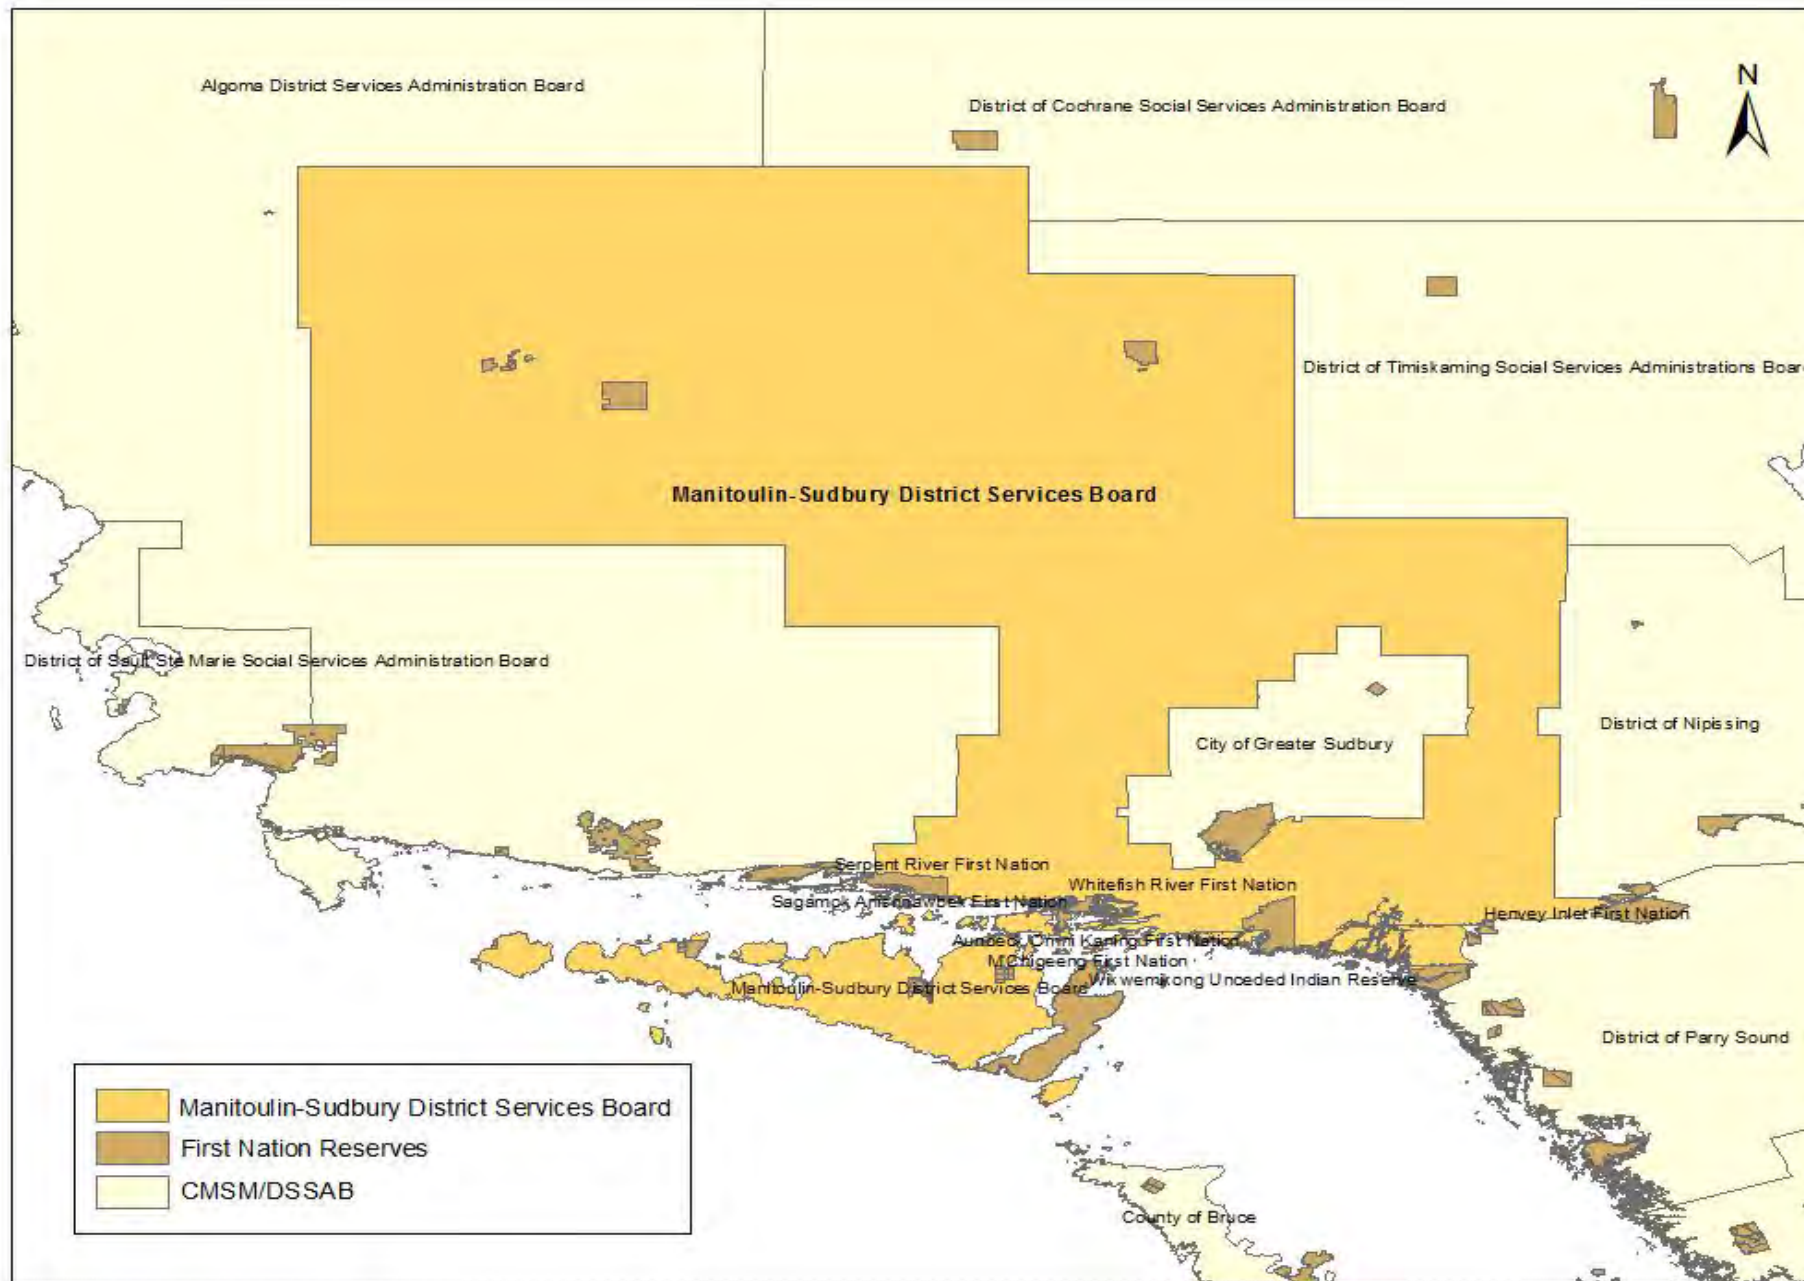 Algoma District Services Administration Board
District of Cochrane Social Services Administration Board
N
District of Timiskaming Social Services Administrations Boar
Manitoulin-Sudbury District Services Board
District of Sault Ste Marie Social Services Administration Board
City of Greater Sudbury
District of Nipissing
Serpent River First Nation
Whitefish River First Nation
Sagamok Anishnawbek First Nation
Henvey Inlet First Nation
Aundeck Omni Kaning First Nation
M'Chigeeng First Nation
Wikwemikong Unceded Indian Reserve
Manitoulin-Sudbury District Services Board
District of Parry Sound
Manitoulin-Sudbury District Services Board
First Nation Reserves
CMSM/DSSAB
County of Bruce